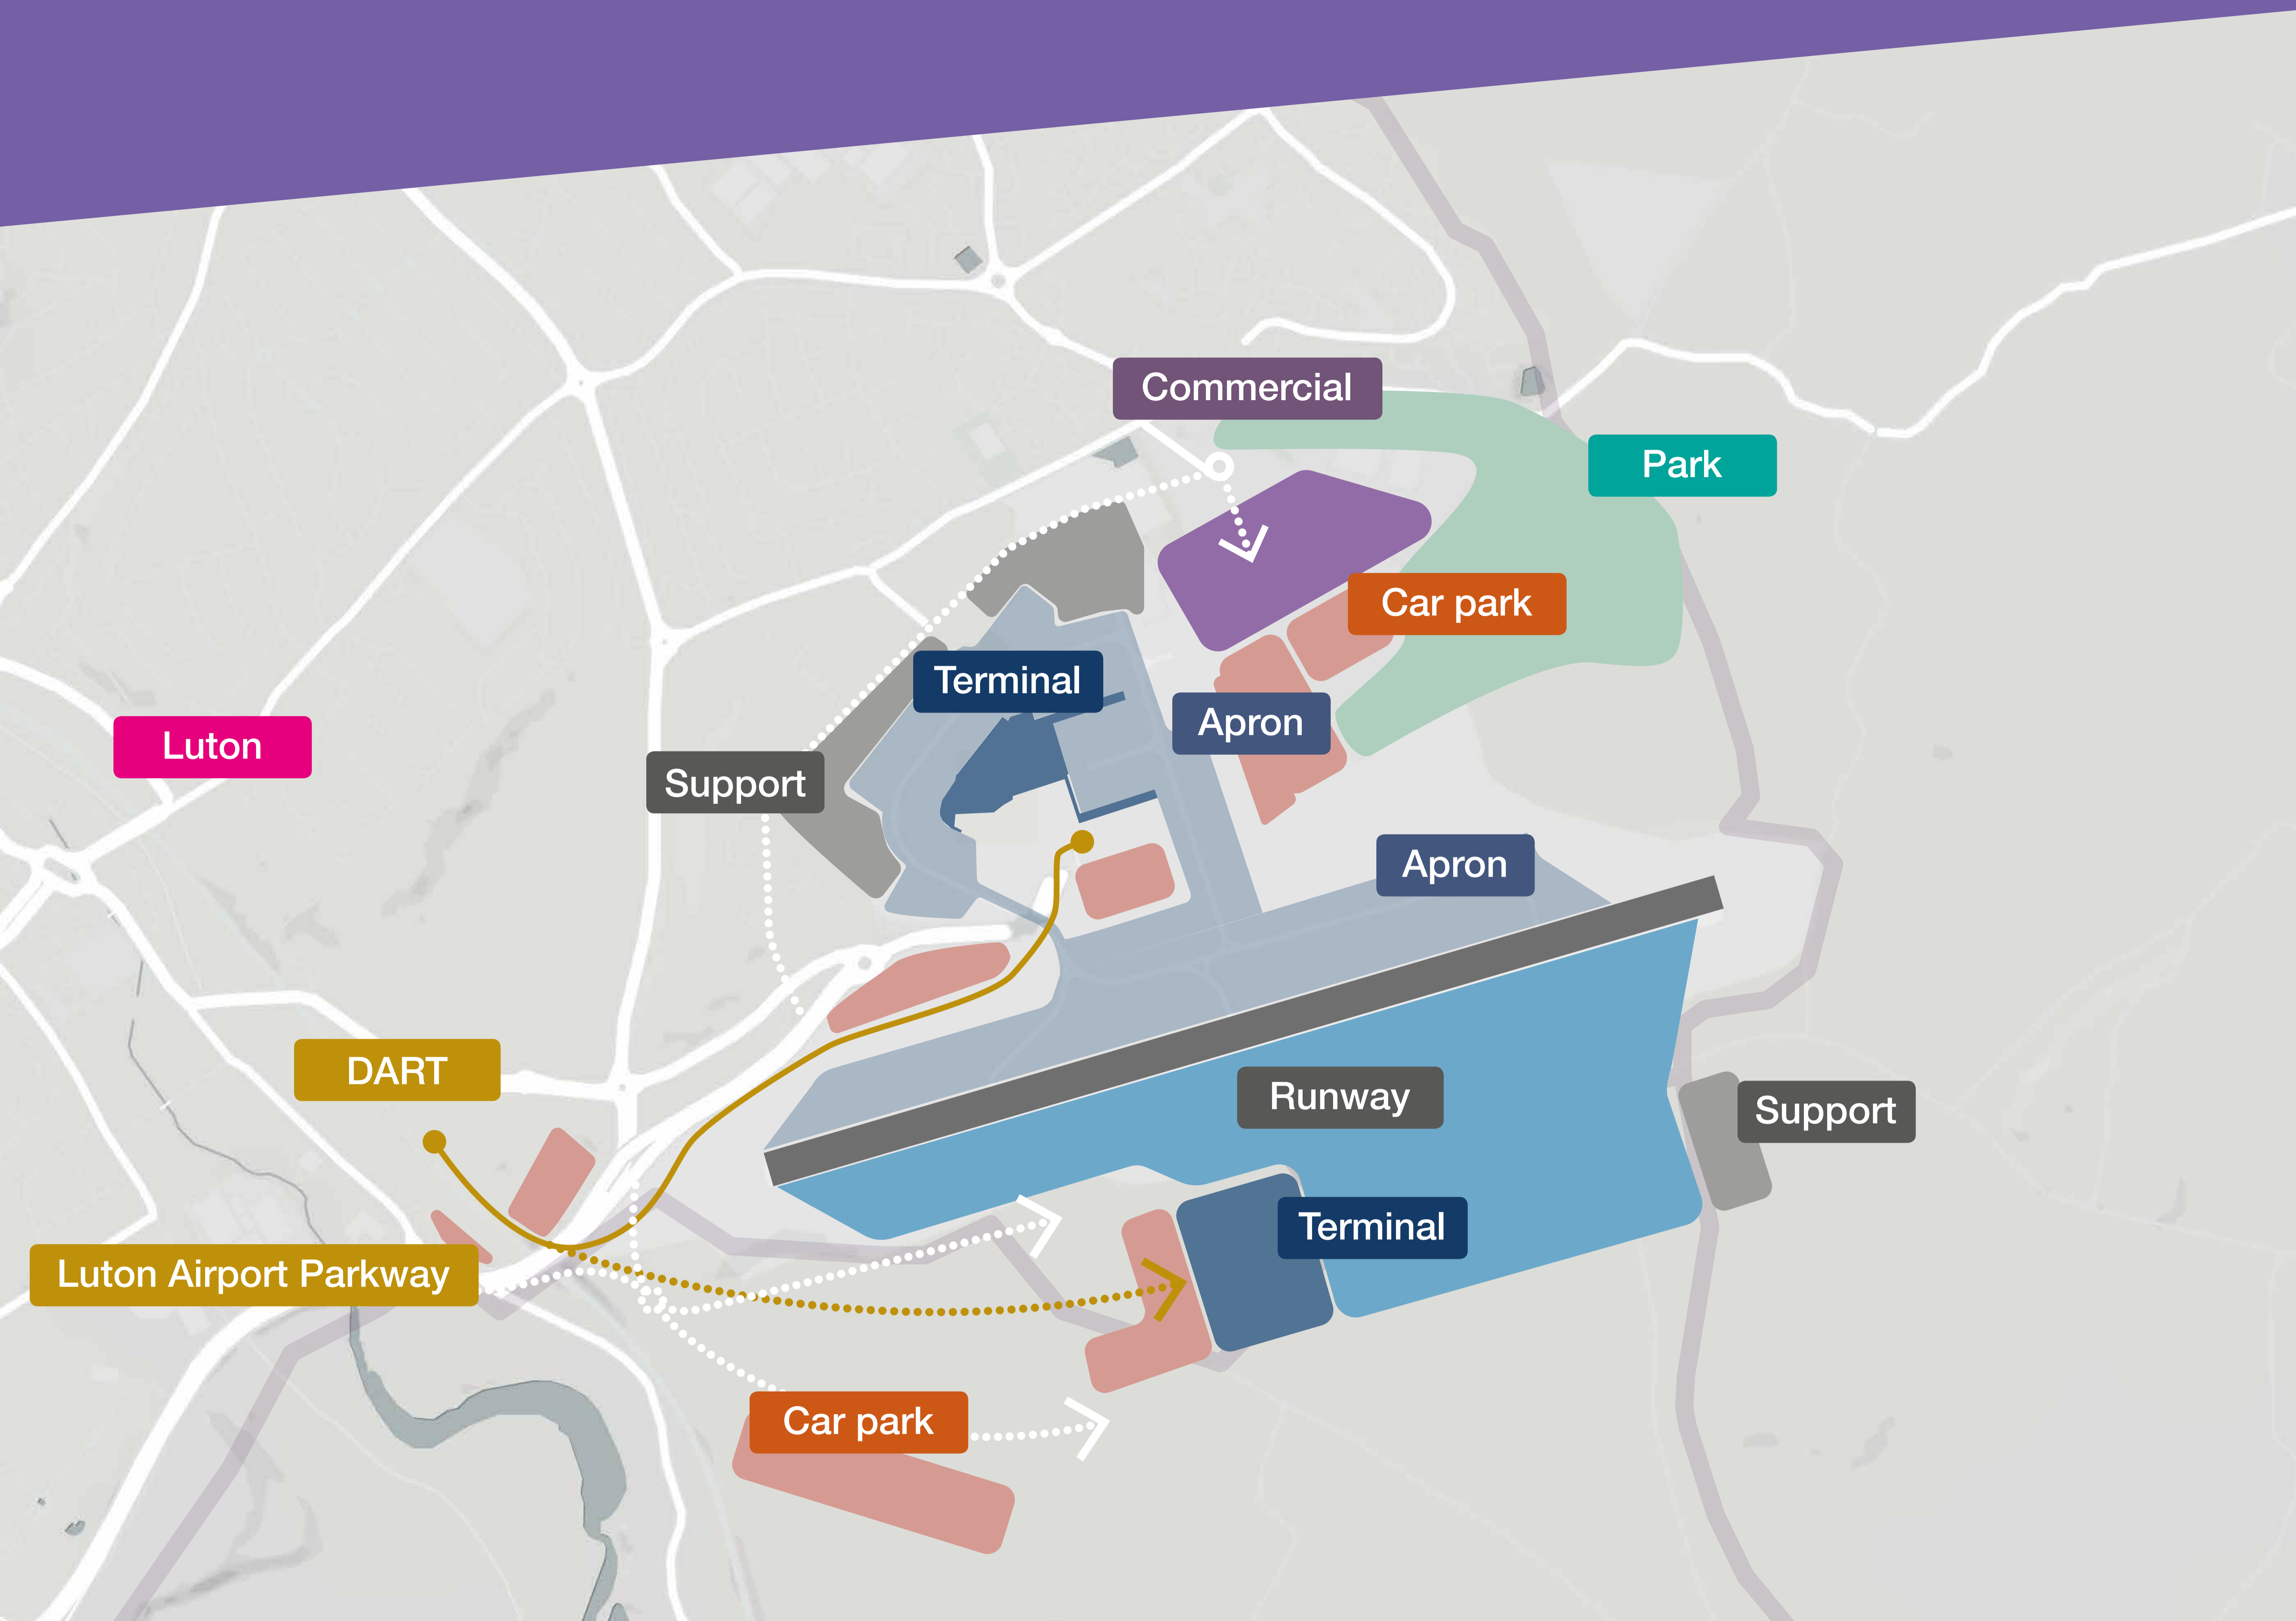 Commercial
Park
Car park
Terminal
Apron
Luton
Support
Apron
DART
Runway
Support
Terminal
Luton Airport Parkway
Car park